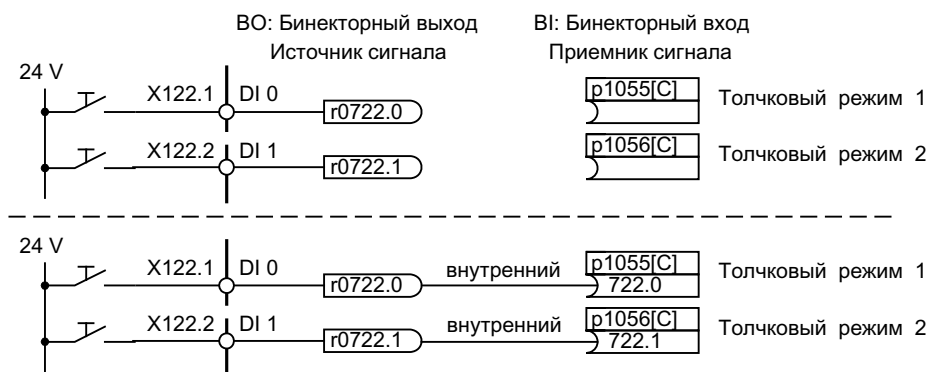 BO: Бинекторный выход BI: Бинекторный вход
Источник сигнала Приемник сигнала
24 V
X122.1 DI 0 r0722.0 p1055[C] Толчковый режим 1
X122.2 DI 1 r0722.1 p1056[C] Толчковый режим 2
24 V
X122.1 DI 0 r0722.0 внутренний p1055[C] 722.0 Толчковый режим 1
X122.2 DI 1 r0722.1 внутренний p1056[C] 722.1 Толчковый режим 2